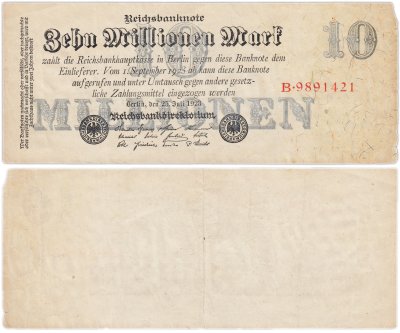 Reichsbanknote
Zehn Millionen Mark
zahlt die Reichsbankhauptkasse in Berlin gegen diese Banknote dem
Einlieferer. Vom 1. September 1923 ab kann diese Banknote
aufgerufen und unter Umtausch gegen andere gesetz-
liche Zahlungsmittel eingezogen werden
Berlin, den 25. Juli 1923
Reichsbankdirektorium
10
MILLIONEN
10
B·9891421